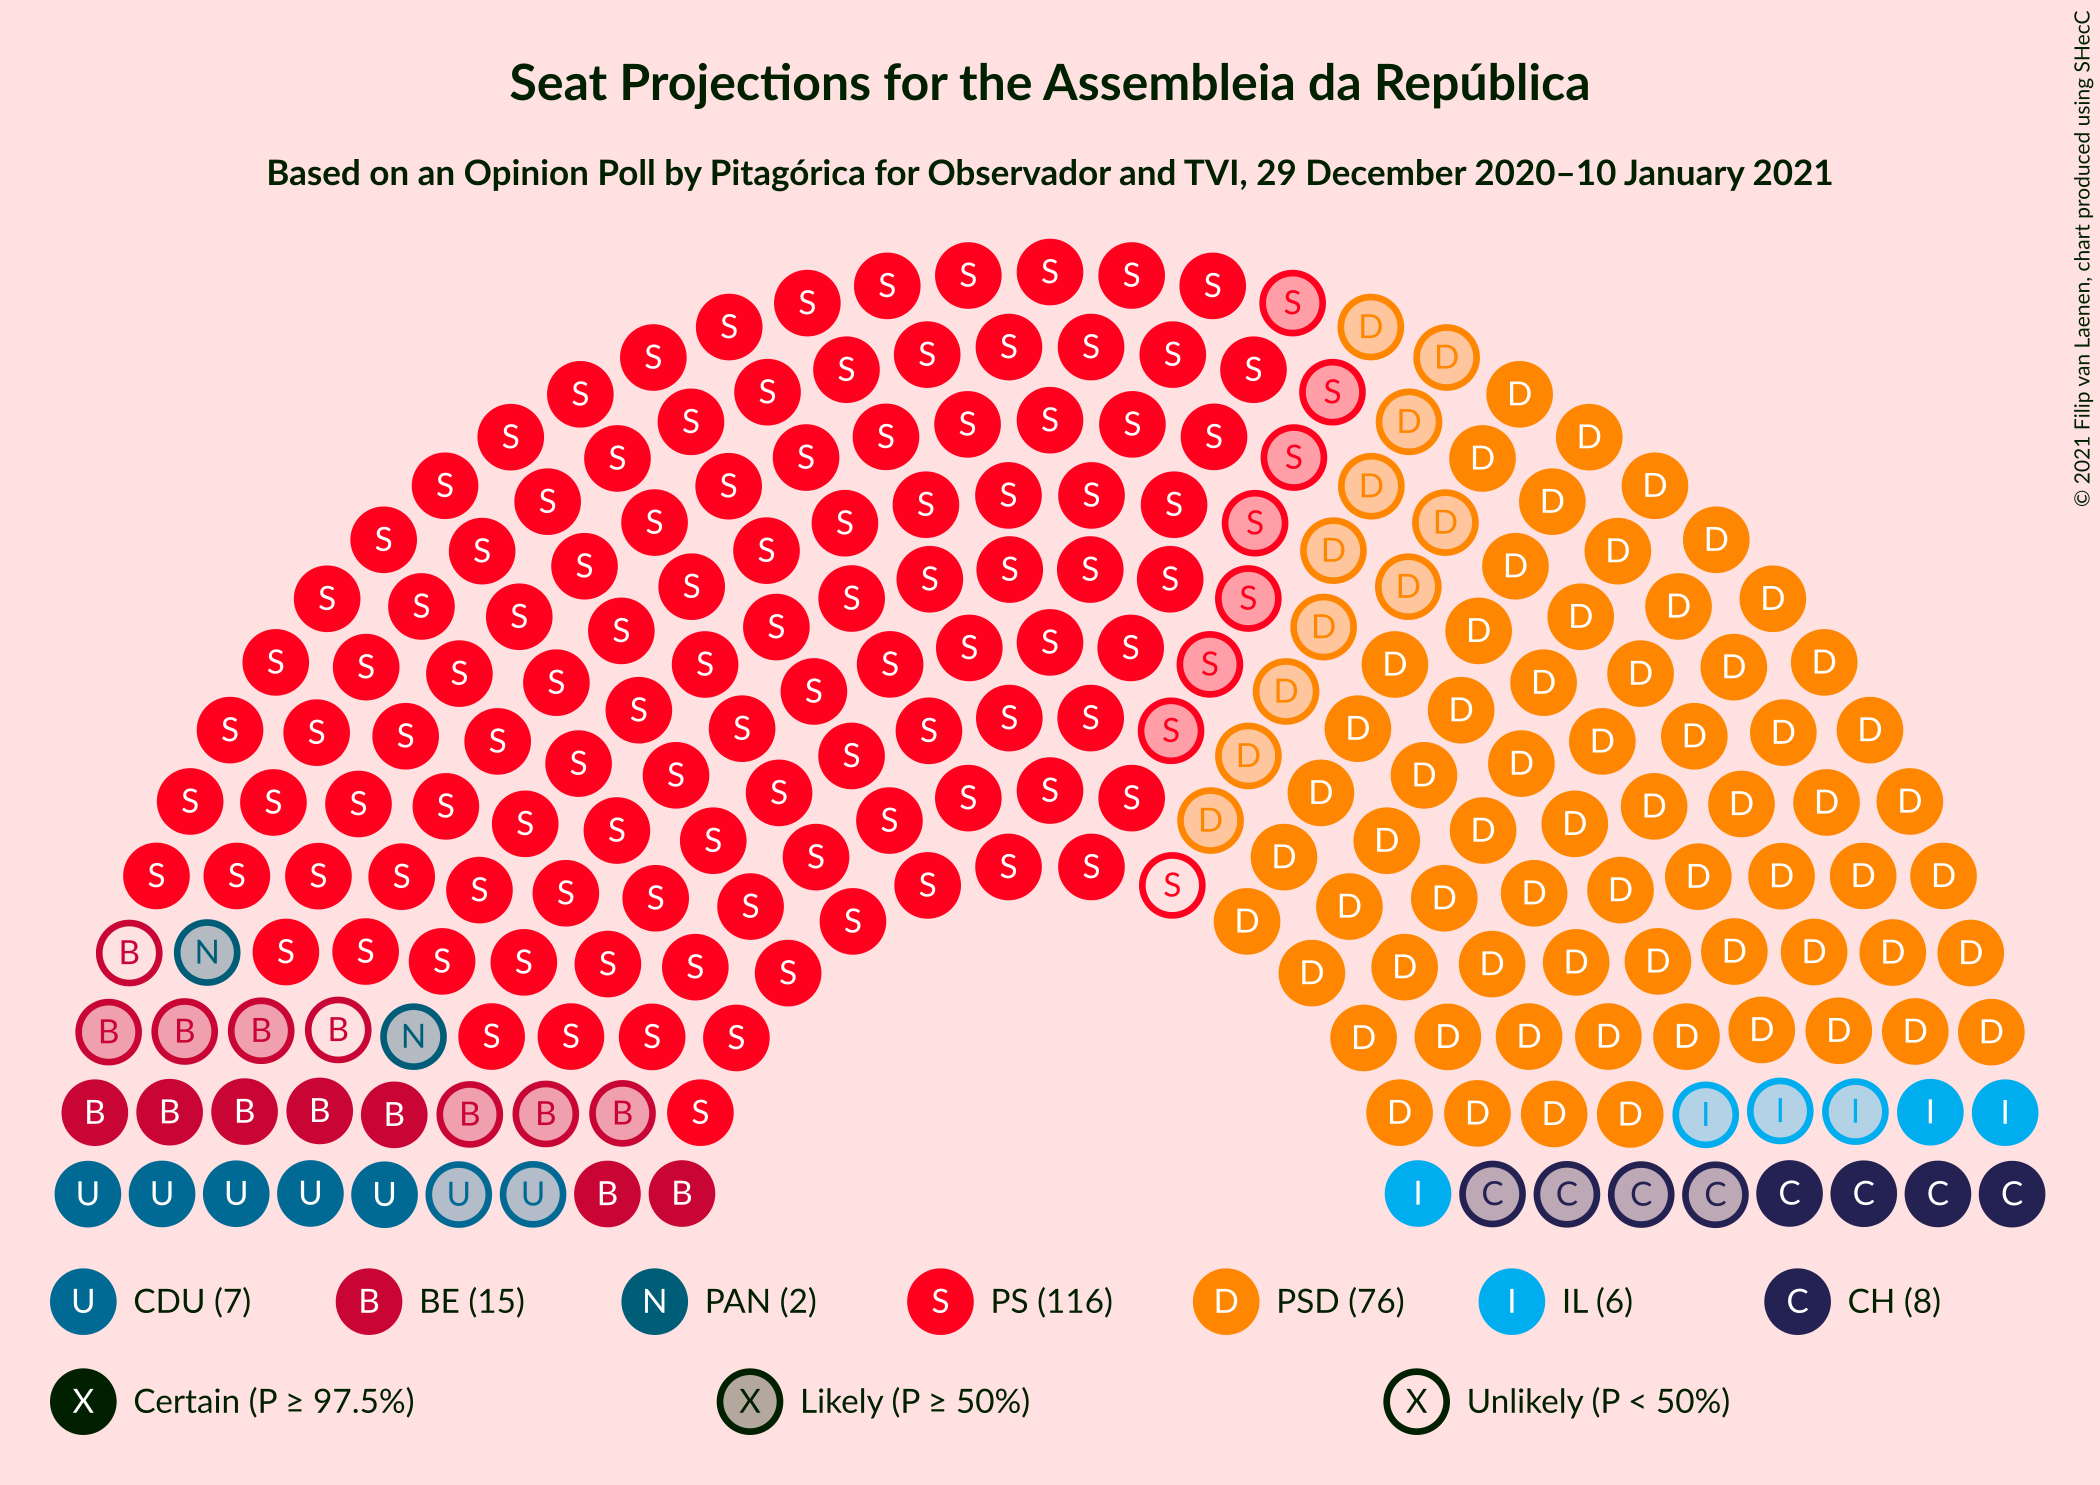 Seat Projections for the Assembleia da República
Based on an Opinion Poll by Pitagórica for Observador and TVI, 29 December 2020–10 January 2021
© 2021 Filip van Laenen, chart produced using SHecC
U CDU (7) B BE (15) N PAN (2) S PS (116) D PSD (76) I IL (6) C CH (8)
X Certain (P ≥ 97.5%) X Likely (P ≥ 50%) X Unlikely (P < 50%)